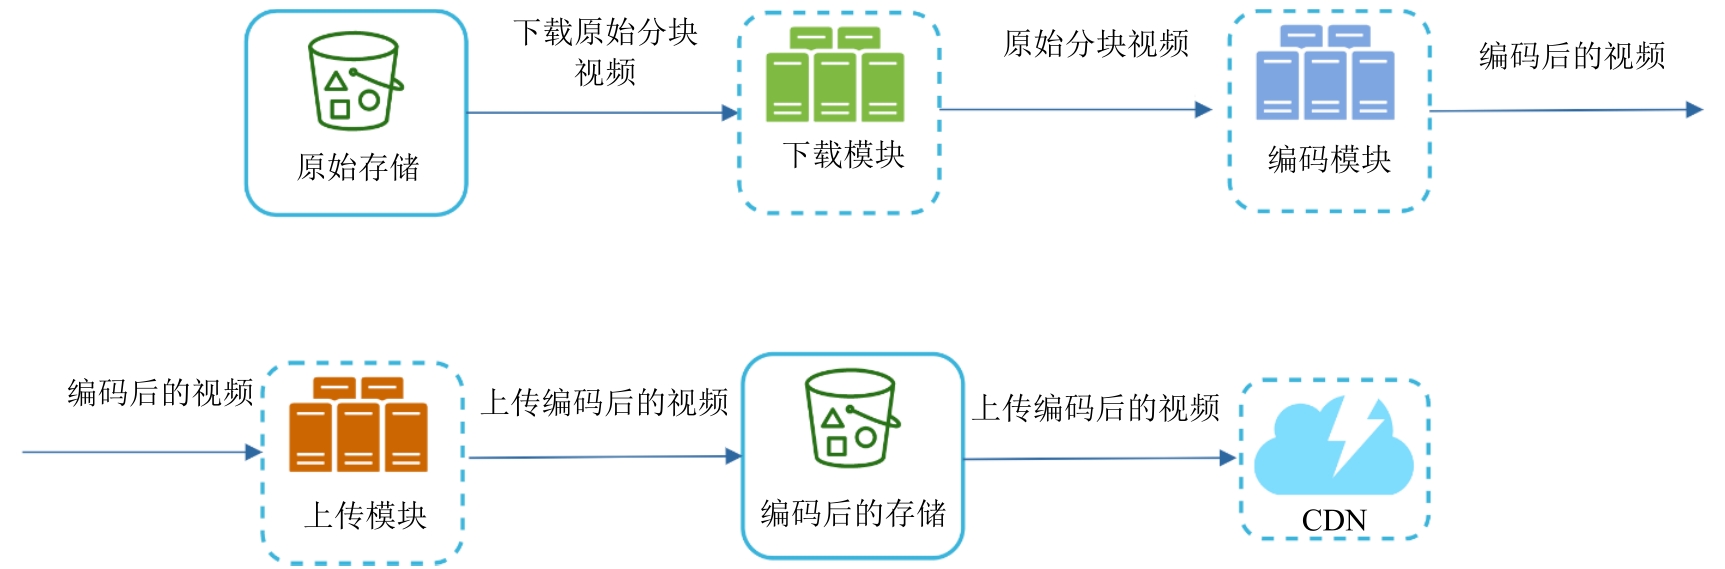 下载原始分块
视频
原始分块视频
编码后的视频
原始存储
下载模块
编码模块
编码后的视频
上传编码后的视频
上传编码后的视频
上传模块
编码后的存储
CDN